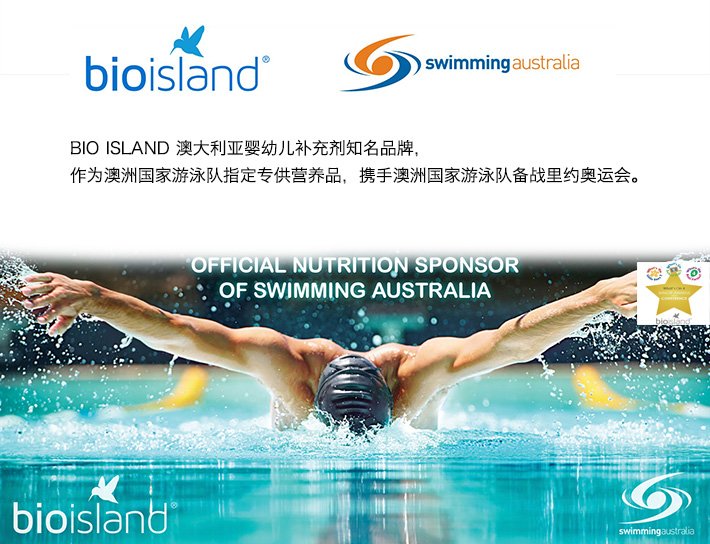 bioisland®
swimmingaustralia
BIO ISLAND 澳大利亚婴幼儿补充剂知名品牌，
作为澳洲国家游泳队指定专供营养品，携手澳洲国家游泳队备战里约奥运会。
OFFICIAL NUTRITION SPONSOR
OF SWIMMING AUSTRALIA
bioisland
bioisland®
swimmingaustralia